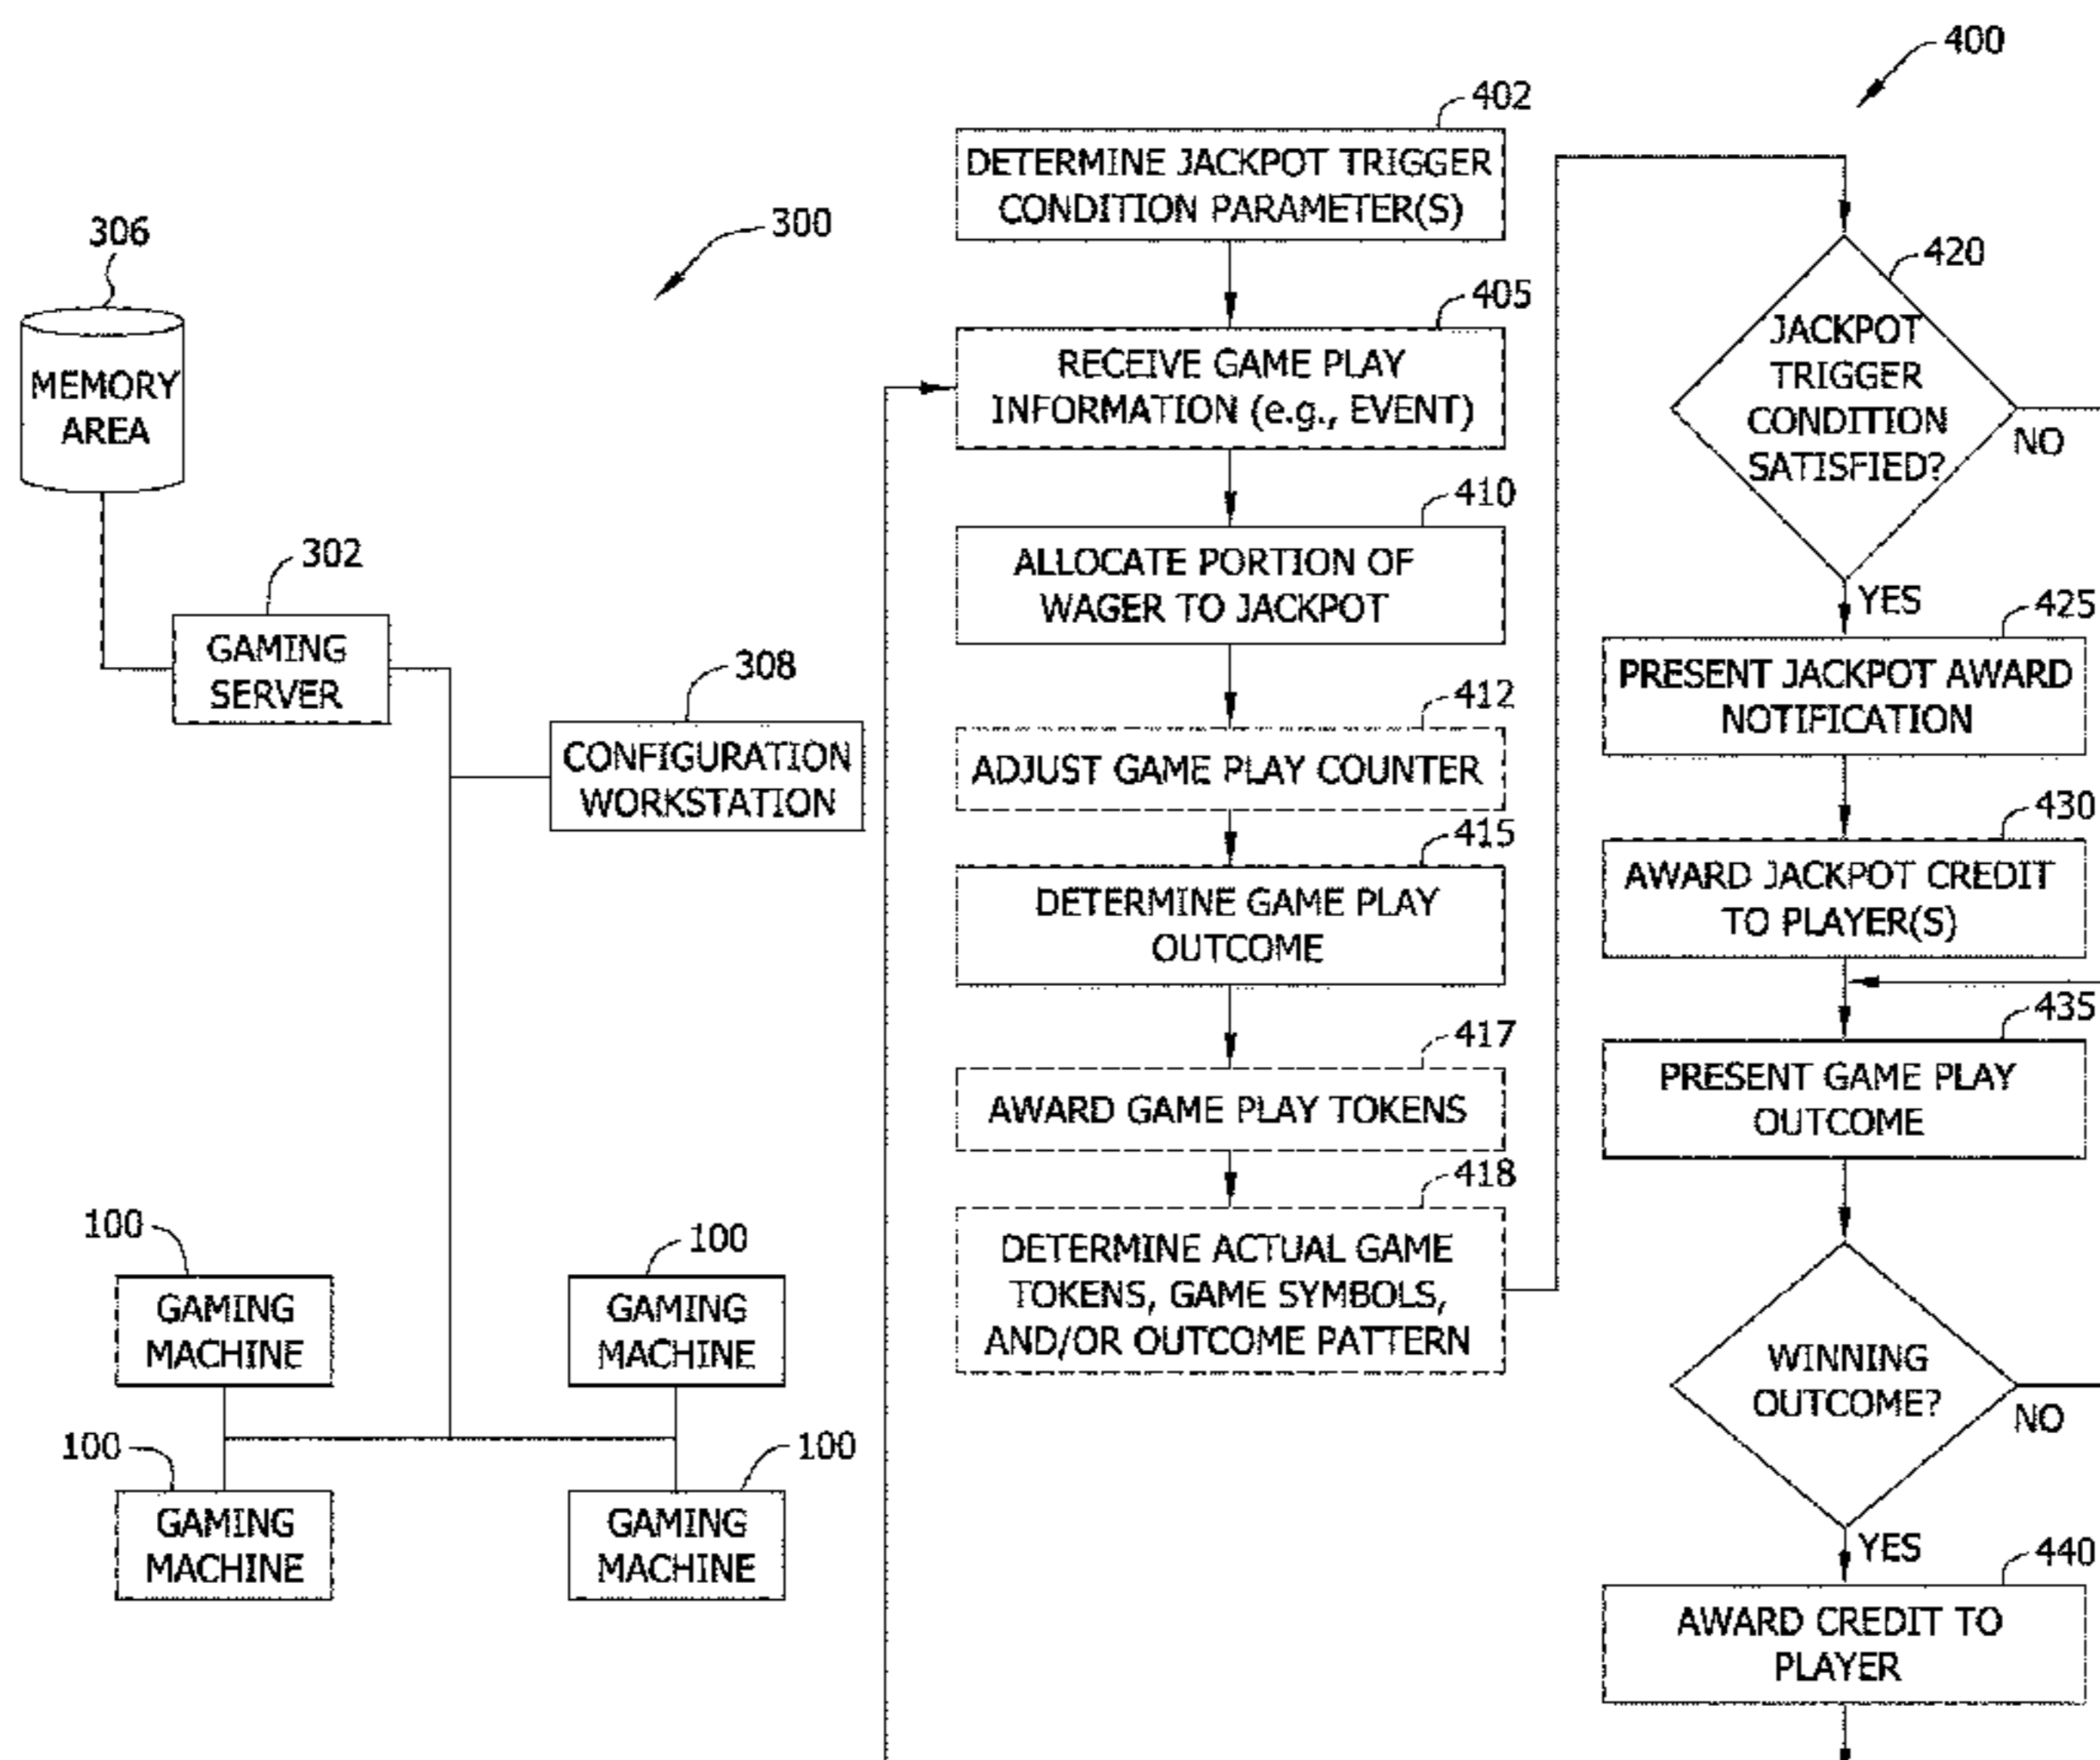 306
MEMORY
AREA
300
302
GAMING
SERVER
308
CONFIGURATION
WORKSTATION
100
GAMING
MACHINE
100
GAMING
MACHINE
100
GAMING
MACHINE
100
GAMING
MACHINE
400
402
DETERMINE JACKPOT TRIGGER
CONDITION PARAMETER(S)
405
RECEIVE GAME PLAY
INFORMATION (e.g., EVENT)
410
ALLOCATE PORTION OF
WAGER TO JACKPOT
412
ADJUST GAME PLAY COUNTER
415
DETERMINE GAME PLAY
OUTCOME
417
AWARD GAME PLAY TOKENS
418
DETERMINE ACTUAL GAME
TOKENS, GAME SYMBOLS,
AND/OR OUTCOME PATTERN
420
JACKPOT
TRIGGER
CONDITION
SATISFIED?
NO
YES
425
PRESENT JACKPOT AWARD
NOTIFICATION
430
AWARD JACKPOT CREDIT
TO PLAYER(S)
435
PRESENT GAME PLAY
OUTCOME
WINNING
OUTCOME?
NO
YES
440
AWARD CREDIT TO
PLAYER